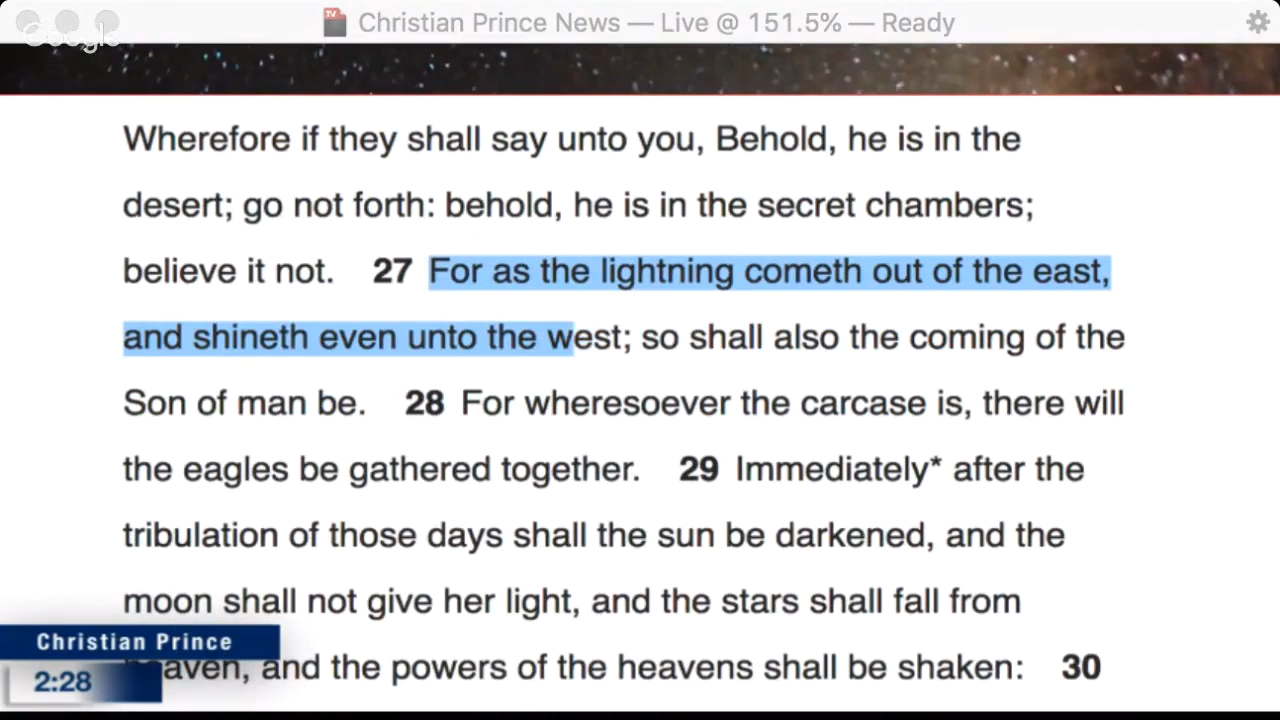 Christian Prince News — Live @ 151.5% — Ready
Google
TV
Wherefore if they shall say unto you, Behold, he is in the
desert; go not forth: behold, he is in the secret chambers;
believe it not. 27 For as the lightning cometh out of the east,
and shineth even unto the west; so shall also the coming of the
Son of man be. 28 For wheresoever the carcase is, there will
the eagles be gathered together. 29 Immediately* after the
tribulation of those days shall the sun be darkened, and the
moon shall not give her light, and the stars shall fall from
heaven, and the powers of the heavens shall be shaken: 30
Christian Prince
2:28